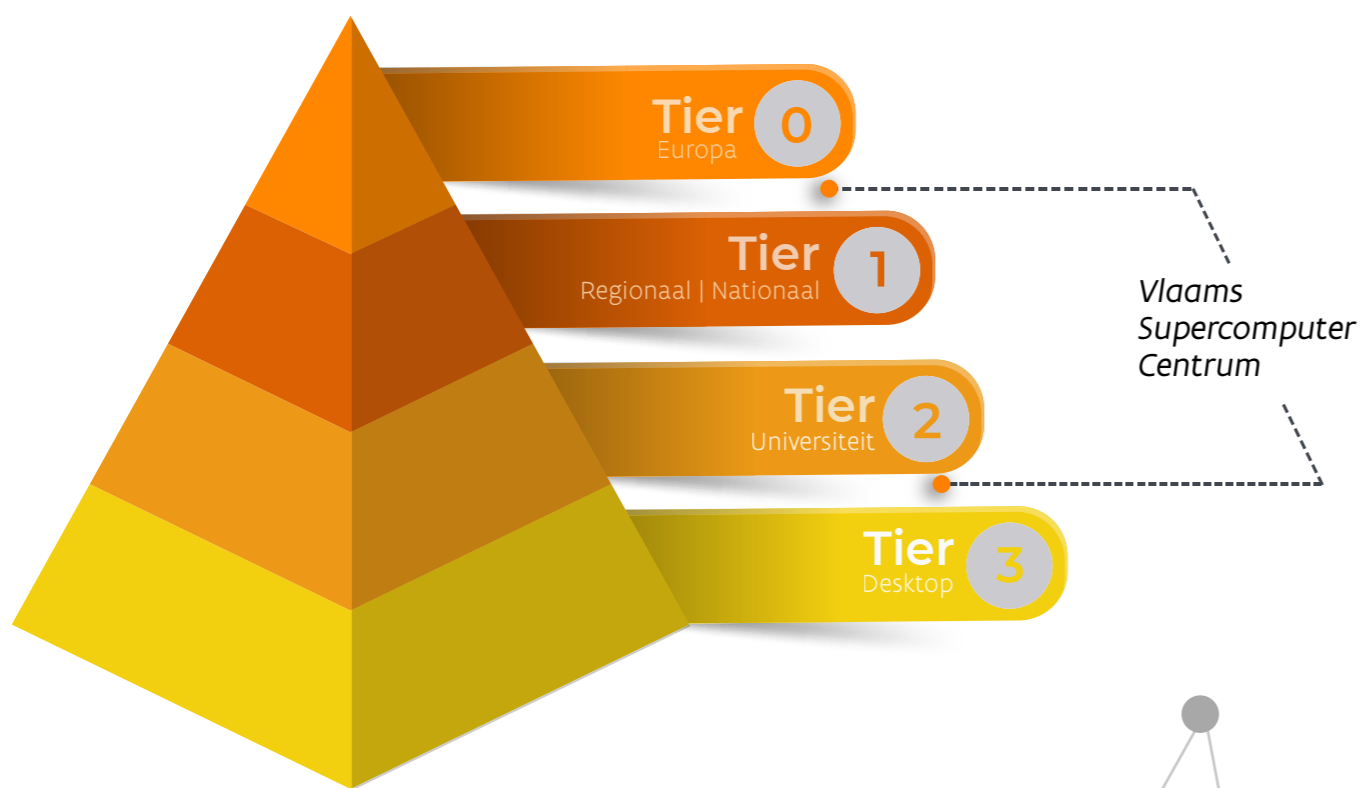 Tier 0
Europa
Tier 1
Regionaal | Nationaal
Tier 2
Universiteit
Tier 3
Desktop
Vlaams
Supercomputer
Centrum